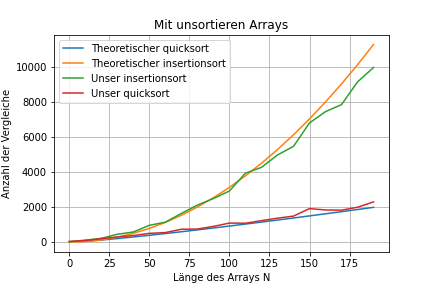 Mit unsortieren Arrays
Theoretischer quicksort
Theoretischer insertionsort
Unser insertionsort
Unser quicksort
Anzahl der Vergleiche
10000
8000
6000
4000
2000
0
0 25 50 75 100 125 150 175
Länge des Arrays N